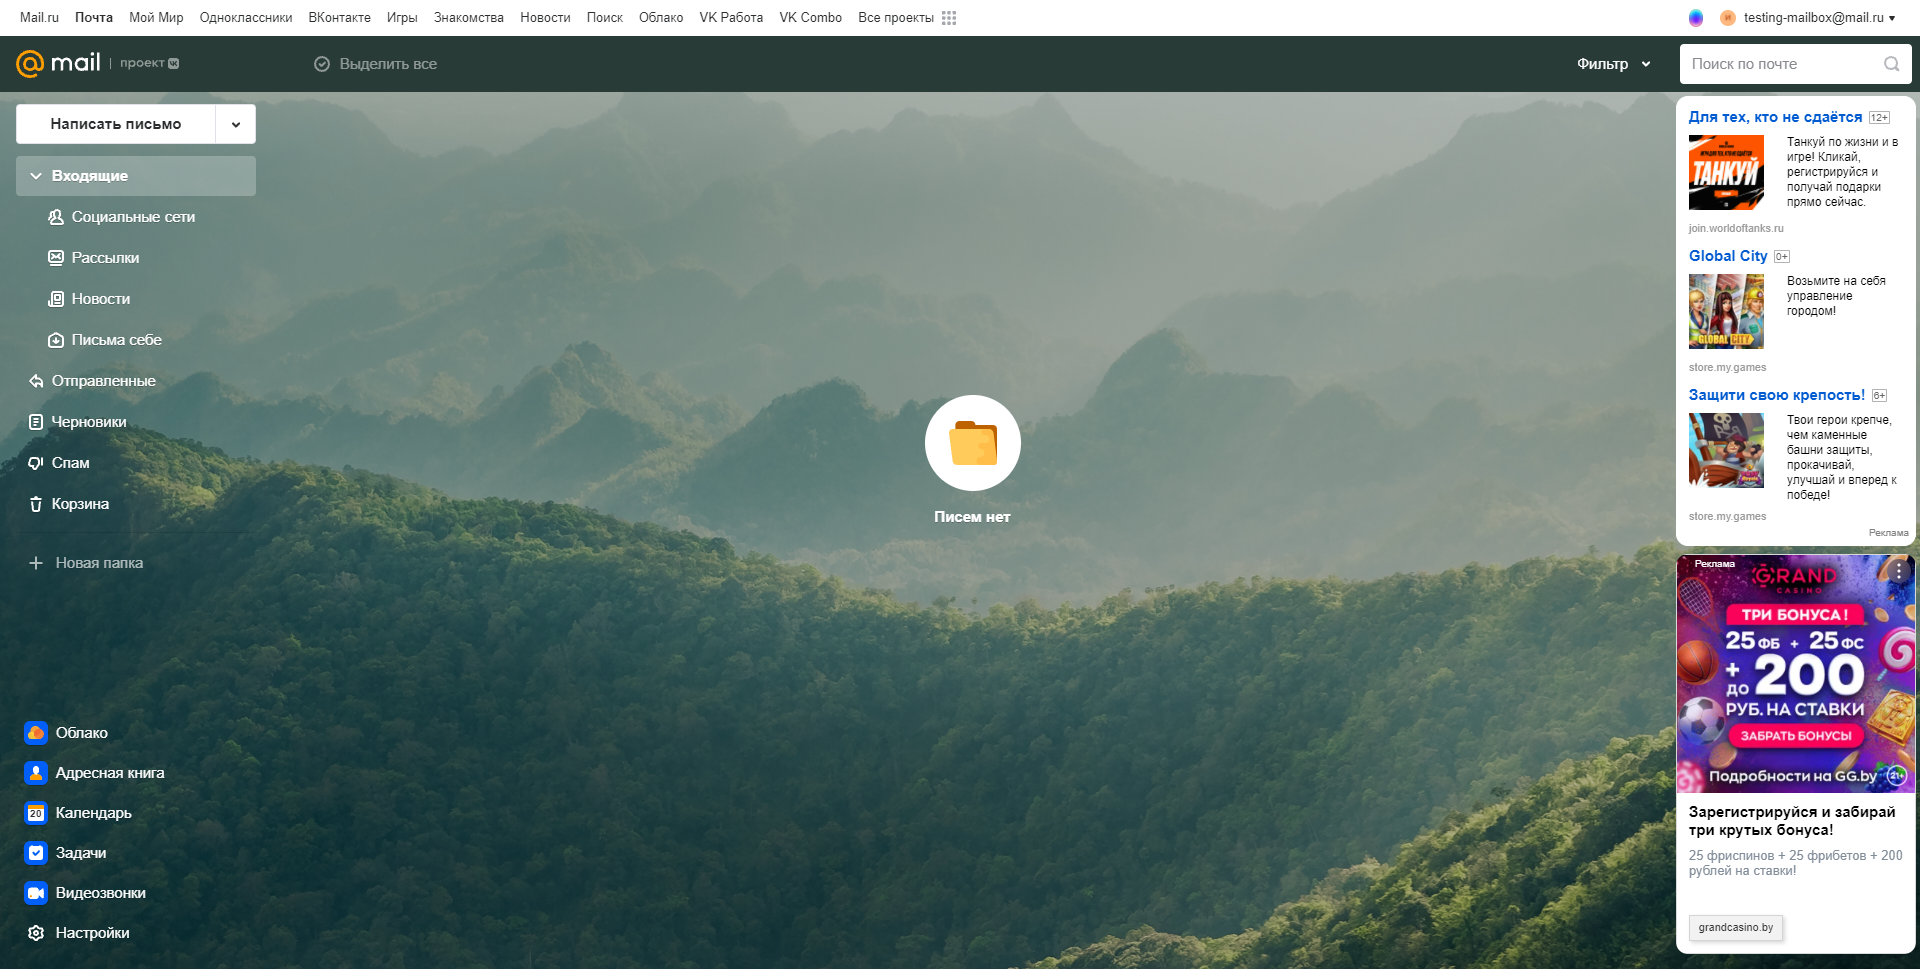 Mail.ru Почта Мой Мир Одноклассники ВКонтакте Игры Знакомства Новости Поиск Облако VK Работа VK Combo Все проекты testing-mailbox@mail.ru
@mail проект
Выделить все
Фильтр
Поиск по почте
Написать письмо
Входящие
Социальные сети
Рассылки
Новости
Письма себе
Отправленные
Черновики
Спам
Корзина
Новая папка
Облако
Адресная книга
20
Календарь
Задачи
Видеозвонки
Настройки
Писем нет
Для тех, кто не сдаётся 12+
ТАНКУЙ
Танкуй по жизни и в
игре! Кликай,
регистрируйся и
получай подарки
прямо сейчас.
join.worldoftanks.ru
Global City 0+
GLOBAL CITY
Возьмите на себя
управление
городом!
store.my.games
Защити свою крепость! 6+
Твои герои крепче,
чем каменные
башни защиты,
прокачивай,
улучшай и вперед к
победе!
store.my.games
Реклама
Реклама
GRAND
CASINO
ТРИ БОНУСА!
25 ФБ + 25 ФС
+ ДО 200
РУБ. НА СТАВКИ
ЗАБРАТЬ БОНУСЫ
Подробности на GG.by 21+
Зарегистрируйся и забирай
три крутых бонуса!
25 фриспинов + 25 фрибетов + 200
рублей на ставки!
grandcasino.by